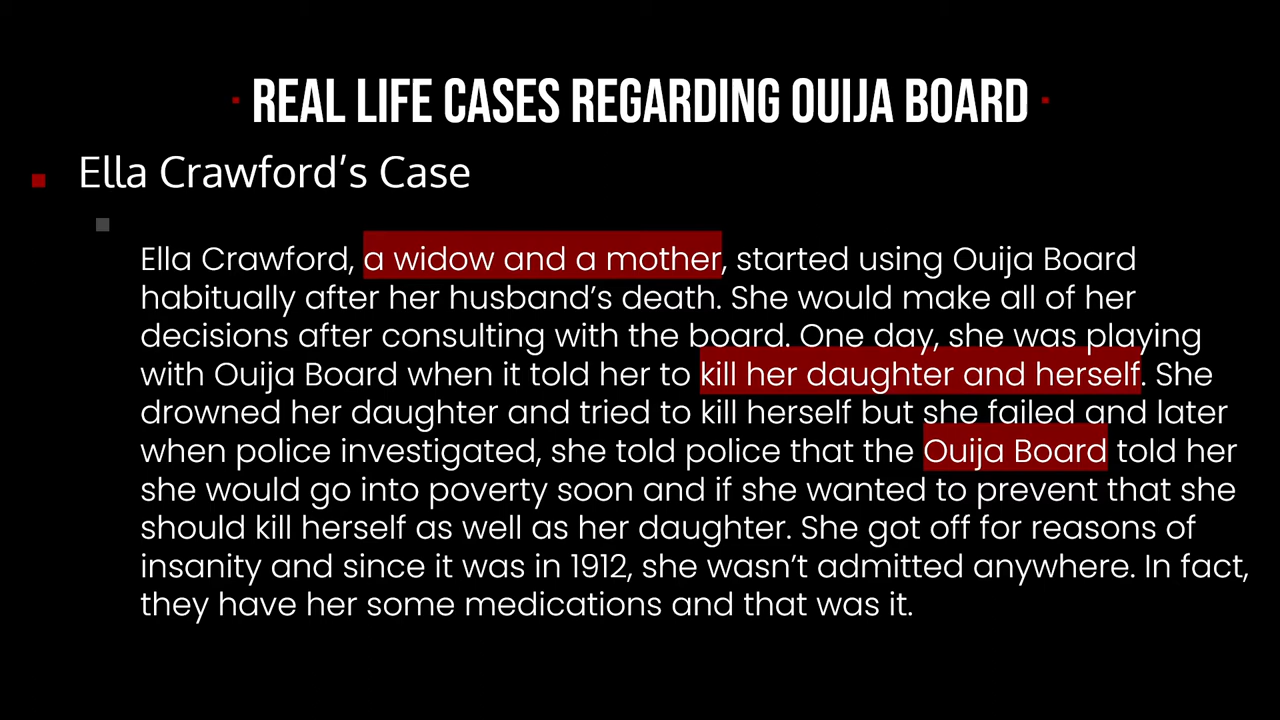 REAL LIFE CASES REGARDING OUIJA BOARD
Ella Crawford’s Case
Ella Crawford, a widow and a mother, started using Ouija Board
habitually after her husband’s death. She would make all of her
decisions after consulting with the board. One day, she was playing
with Ouija Board when it told her to kill her daughter and herself. She
drowned her daughter and tried to kill herself but she failed and later
when police investigated, she told police that the Ouija Board told her
she would go into poverty soon and if she wanted to prevent that she
should kill herself as well as her daughter. She got off for reasons of
insanity and since it was in 1912, she wasn’t admitted anywhere. In fact,
they have her some medications and that was it.